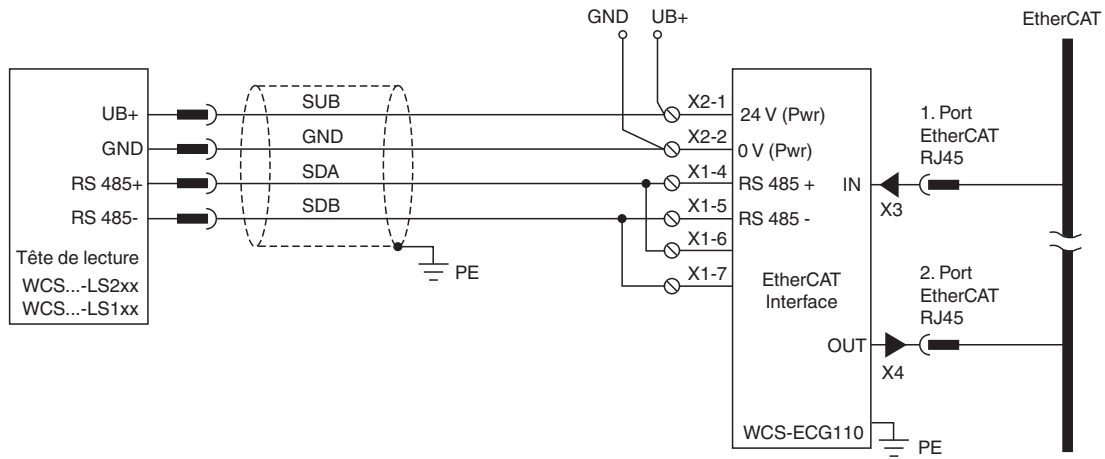 GND UB+
EtherCAT
UB+
GND
RS 485+
RS 485-
Tête de lecture
WCS...-LS2xx
WCS...-LS1xx
SUB
GND
SDA
SDB
PE
X2-1
X2-2
X1-4
X1-5
X1-6
X1-7
24 V (Pwr)
0 V (Pwr)
RS 485 +
RS 485 -
IN
EtherCAT
Interface
OUT
WCS-ECG110
PE
X3
X4
1. Port
EtherCAT
RJ45
2. Port
EtherCAT
RJ45